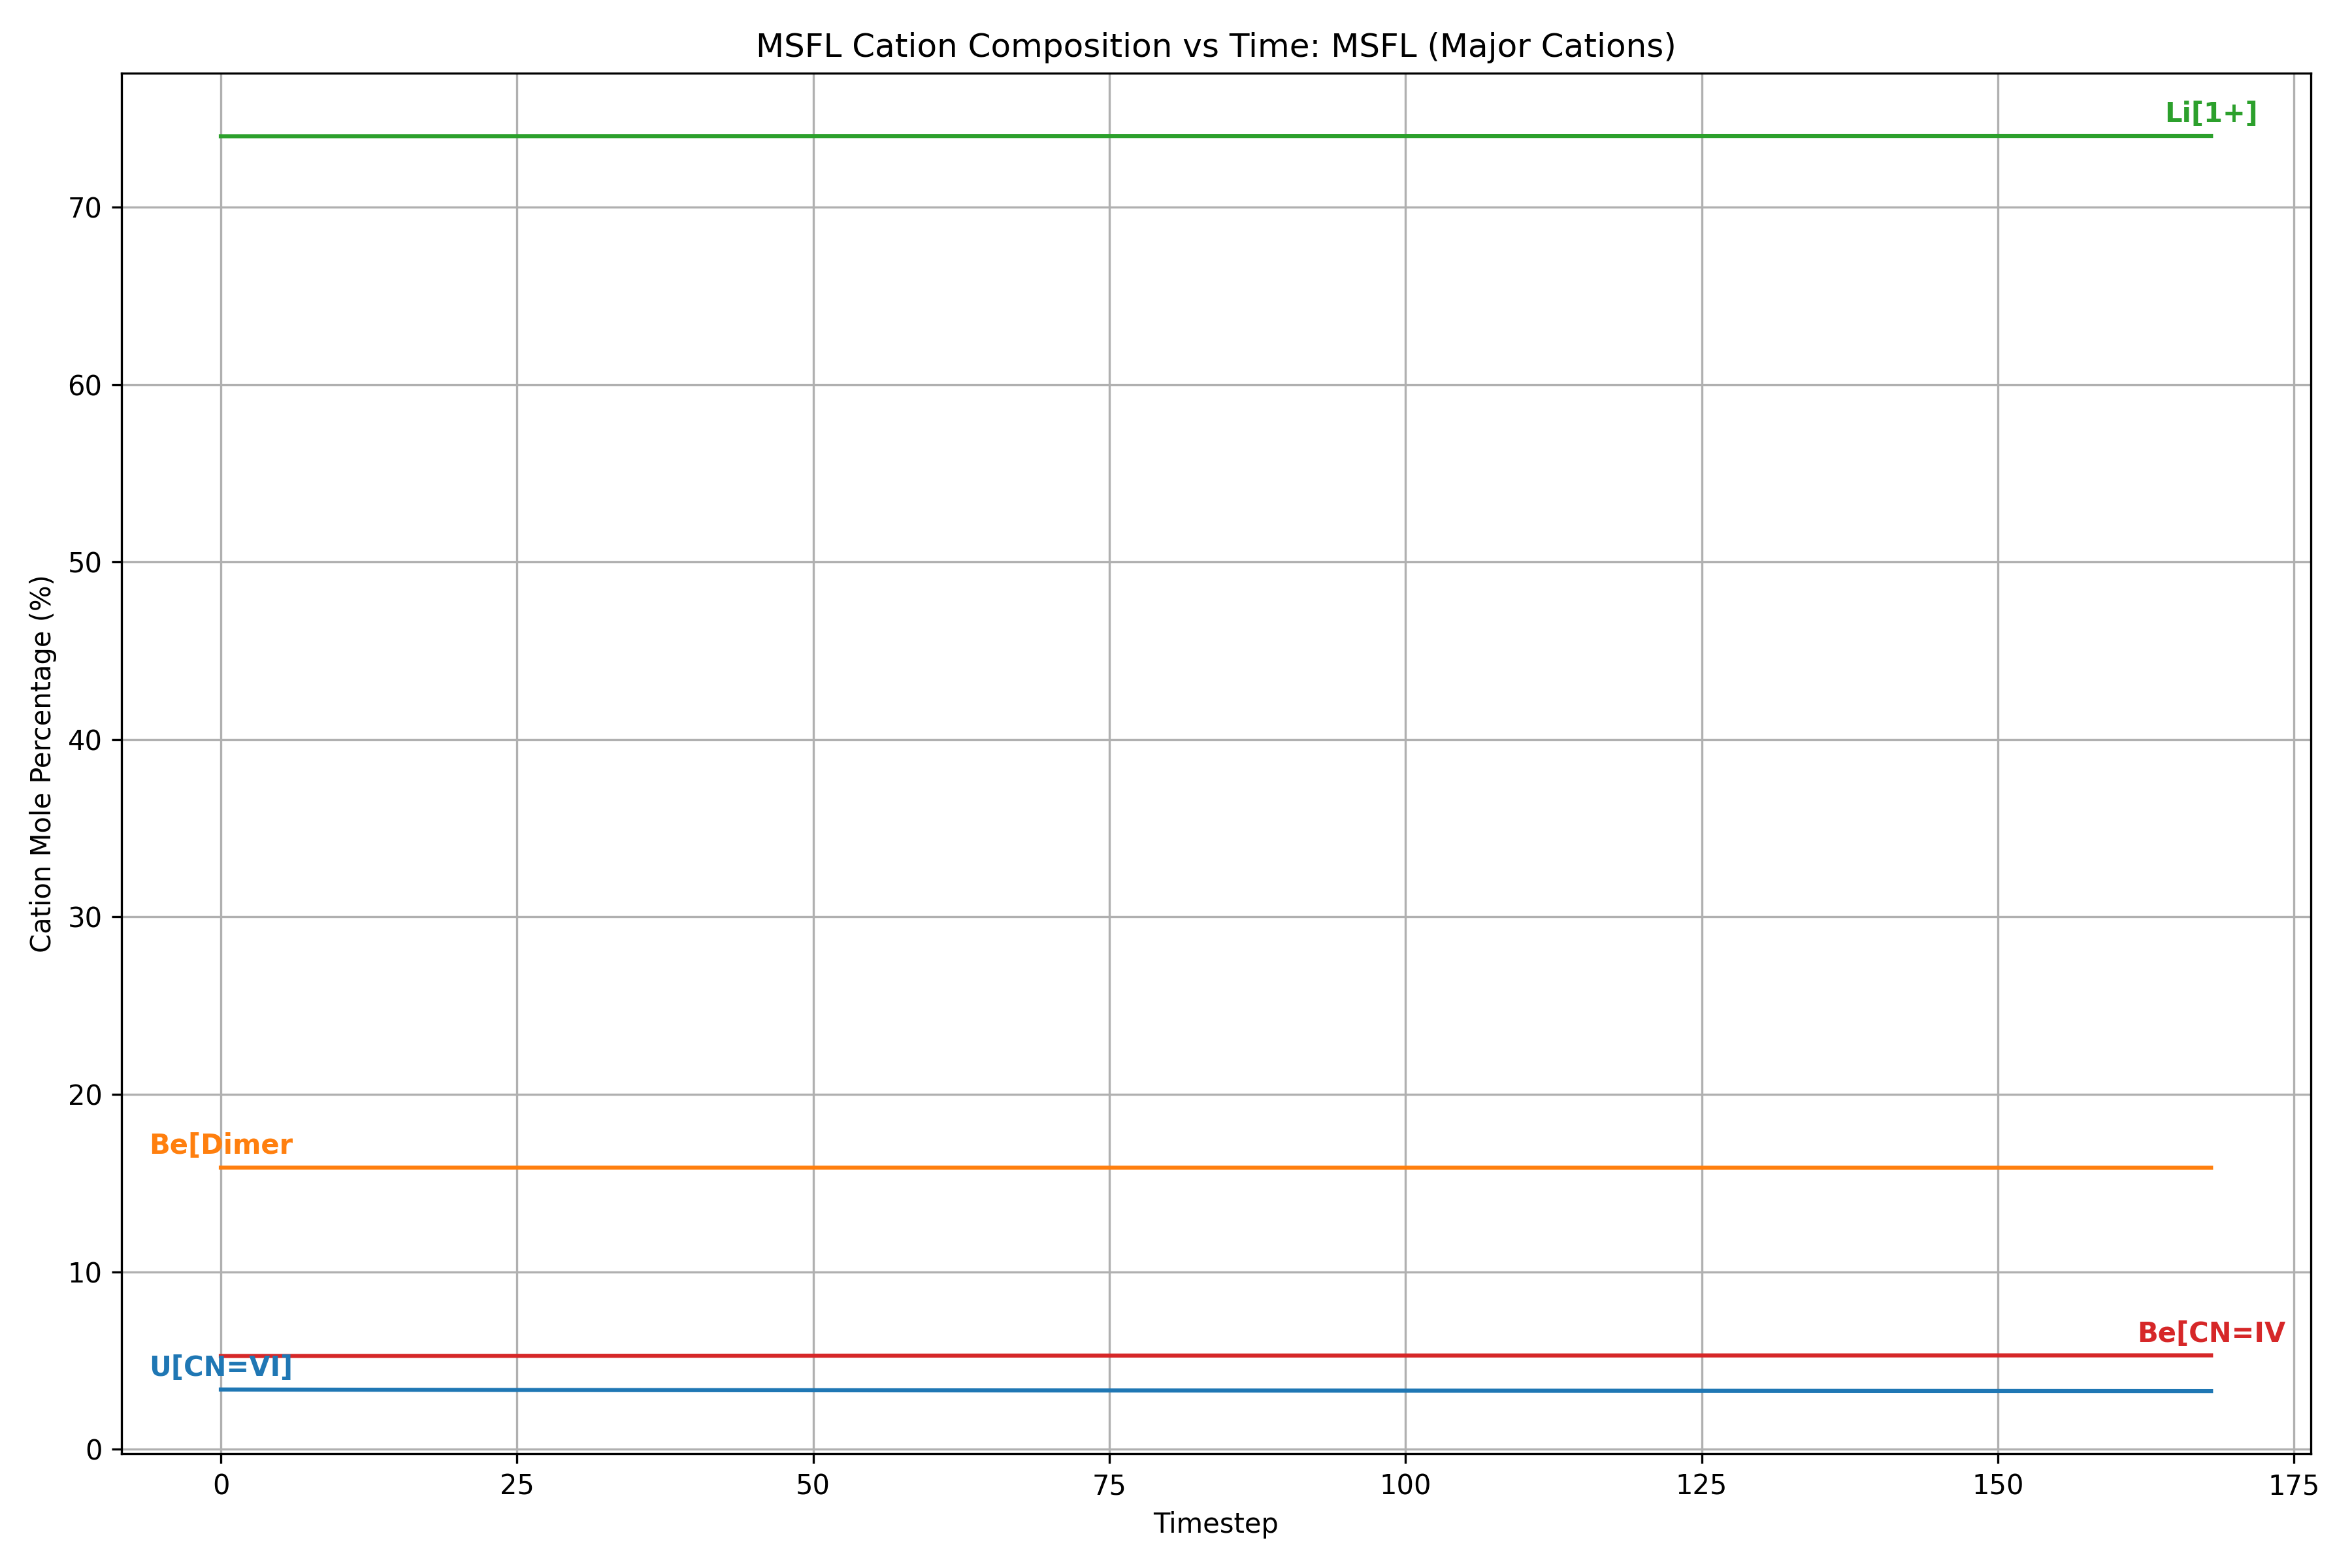 MSFL Cation Composition vs Time: MSFL (Major Cations)
Li[1+]
70
60
50
40
30
20
10
0
Cation Mole Percentage (%)
Be[Dimer
Be[CN=IV
U[CN=VI]
0 25 50 75 100 125 150 175
Timestep